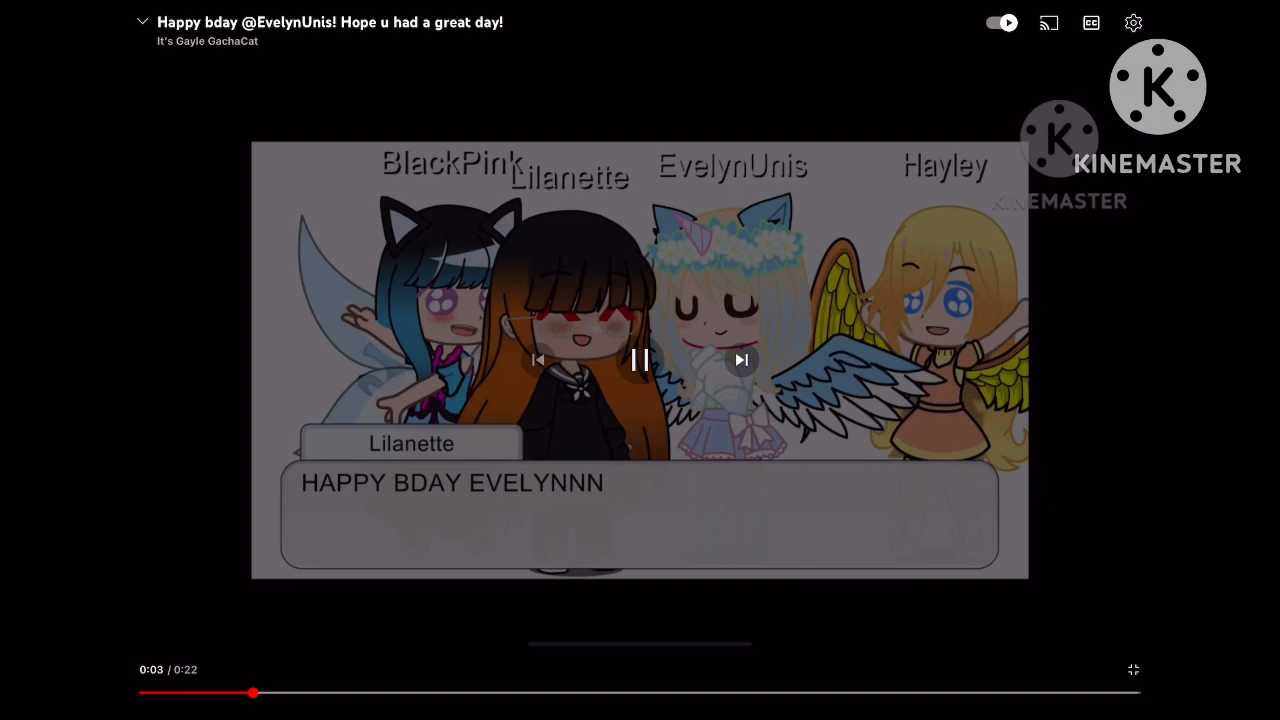 Happy bday @EvelynUnis! Hope u had a great day!
It's Gayle GachaCat
CC
K
KINEMASTER
K
KINEMASTER
BlackPink
Lilanette
EvelynUnis
Hayley
Lilanette
HAPPY BDAY EVELYNNN
0:03 / 0:22